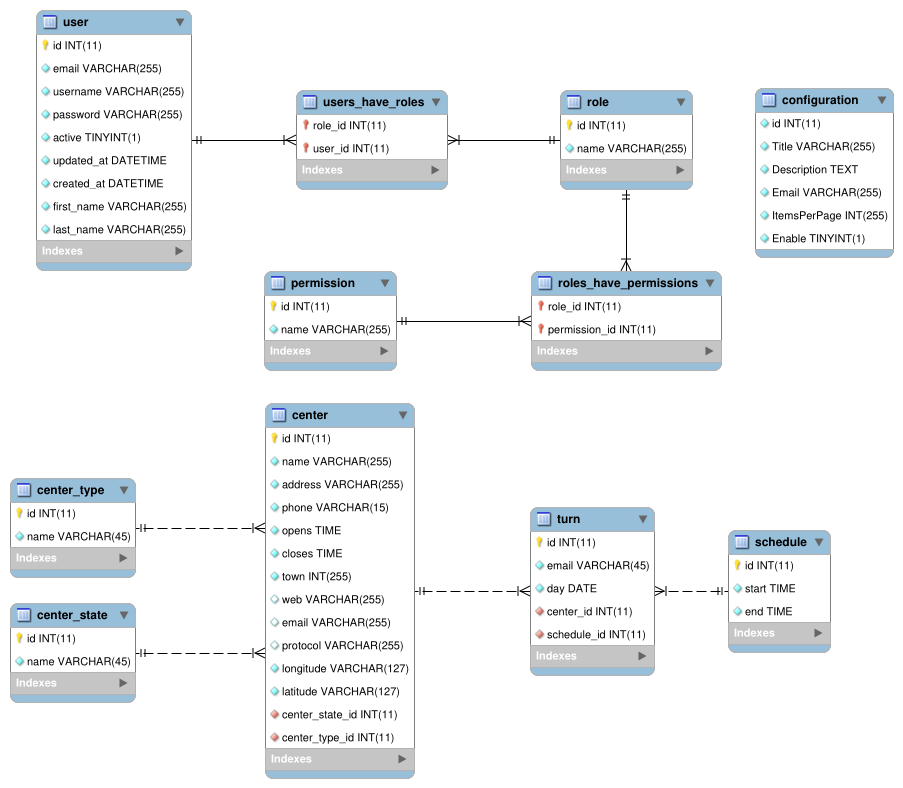 user
id INT(11)
email VARCHAR(255)
username VARCHAR(255)
password VARCHAR(255)
active TINYINT(1)
updated_at DATETIME
created_at DATETIME
first_name VARCHAR(255)
last_name VARCHAR(255)
Indexes
users_have_roles
role_id INT(11)
user_id INT(11)
Indexes
role
id INT(11)
name VARCHAR(255)
Indexes
configuration
id INT(11)
Title VARCHAR(255)
Description TEXT
Email VARCHAR(255)
ItemsPerPage INT(255)
Enable TINYINT(1)
permission
id INT(11)
name VARCHAR(255)
Indexes
roles_have_permissions
role_id INT(11)
permission_id INT(11)
Indexes
center_type
id INT(11)
name VARCHAR(45)
Indexes
center_state
id INT(11)
name VARCHAR(45)
Indexes
center
id INT(11)
name VARCHAR(255)
address VARCHAR(255)
phone VARCHAR(15)
opens TIME
closes TIME
town INT(255)
web VARCHAR(255)
email VARCHAR(255)
protocol VARCHAR(255)
longitude VARCHAR(127)
latitude VARCHAR(127)
center_state_id INT(11)
center_type_id INT(11)
Indexes
turn
id INT(11)
email VARCHAR(45)
day DATE
center_id INT(11)
schedule_id INT(11)
Indexes
schedule
id INT(11)
start TIME
end TIME
Indexes